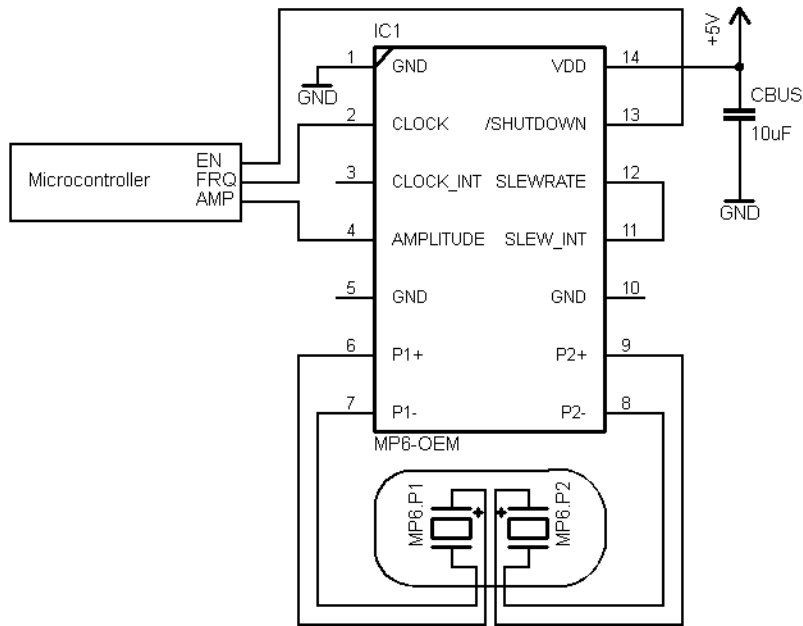 IC1
+5V
1 GND VDD 14
GND
CBUS
10uF
GND
2 CLOCK /SHUTDOWN 13
Microcontroller
EN
FRQ
AMP
3 CLOCK_INT SLEWRATE 12
4 AMPLITUDE SLEW_INT 11
5 GND GND 10
6 P1+ P2+ 9
7 P1- P2- 8
MP6-OEM
MP6.P1
+ +
MP6.P2